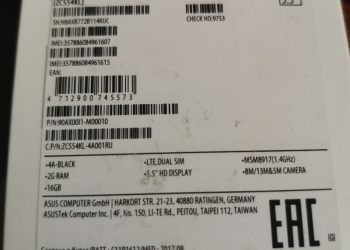 [ZC554KL]
5.5"
SN:HBAXB772B114KUC
CHECK NO:9753
IMEI:357886084961607
IMEI:357886084961615
EAN:
4 712900 745573
P/N:90AX00I1-M00010
C.P/N:ZC554KL-4A001RU
•4A-BLACK •LTE, DUAL SIM •MSM8917(1.4GHz)
•2G RAM •5.5" HD DISPLAY •8M/13M&5M CAMERA
•16GB
ASUS COMPUTER GmbH | HARKORT STR. 21-23, 40880 RATINGEN, GERMANY
ASUSTek Computer Inc. | 4F, No. 150, LI-TE Rd., PEITOU, TAIPEI 112, TAIWAN
EAC